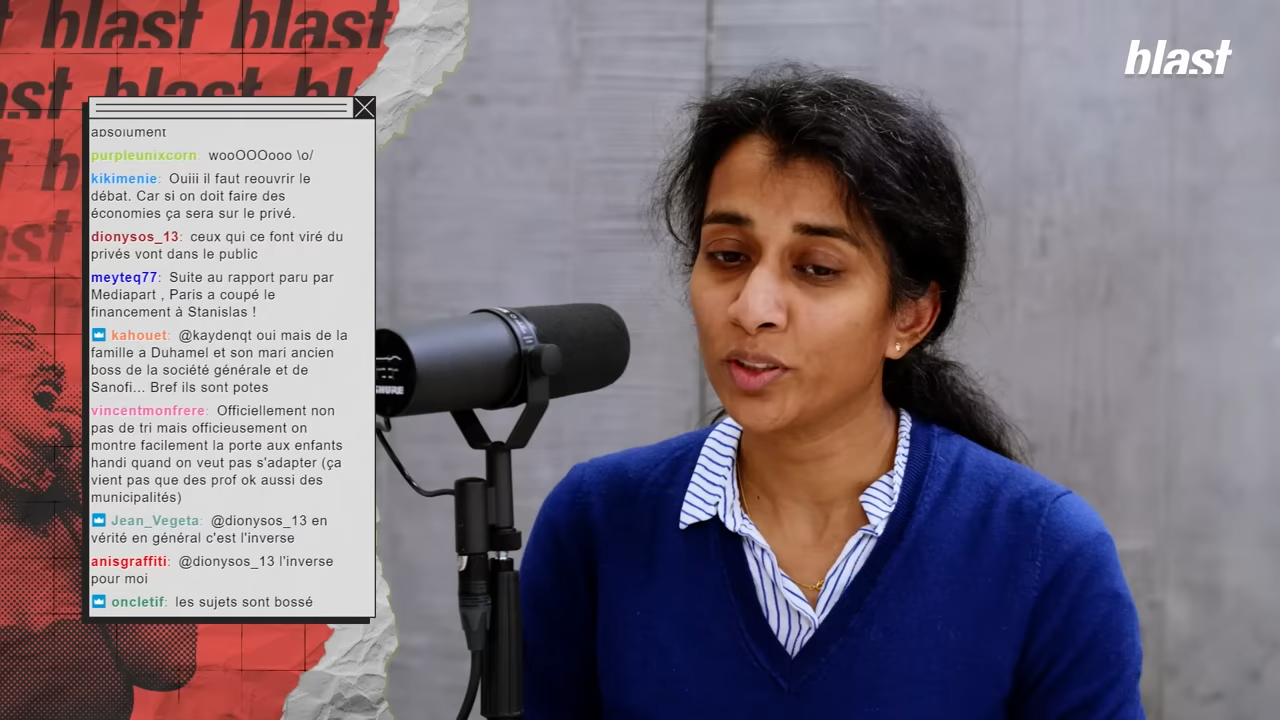 blast blast
blast
blast
absolument
purpleunixcorn: wooOOOooo \o/
kikimenie: Ouiii il faut reouvrir le
débat. Car si on doit faire des
économies ça sera sur le privé.
dionysos_13: ceux qui ce font viré du
privés vont dans le public
meyteq77: Suite au rapport paru par
Mediapart , Paris a coupé le
financement à Stanislas !
kahouet: @kaydenqt oui mais de la
famille a Duhamel et son mari ancien
boss de la société générale et de
Sanofi... Bref ils sont potes
vincentmonfrere: Officiellement non
pas de tri mais officieusement on
montre facilement la porte aux enfants
handi quand on veut pas s'adapter (ça
vient pas que des prof ok aussi des
municipalités)
Jean_Vegeta: @dionysos_13 en
vérité en général c'est l'inverse
anisgraffiti: @dionysos_13 l'inverse
pour moi
oncletif: les sujets sont bossé
SHURE